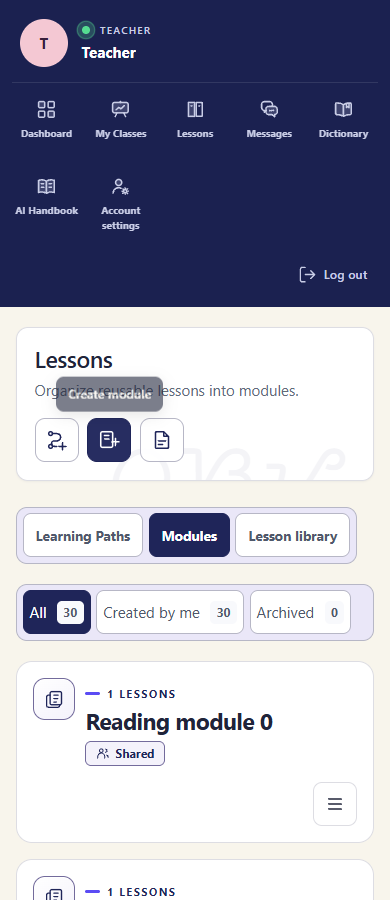 T
TEACHER
Teacher
Dashboard
My Classes
Lessons
Messages
Dictionary
AI Handbook
Account
settings
Log out
Lessons
Organize reusable lessons into modules.
Create module
Learning Paths
Modules
Lesson library
All 30
Created by me 30
Archived 0
1 LESSONS
Reading module 0
Shared
1 LESSONS